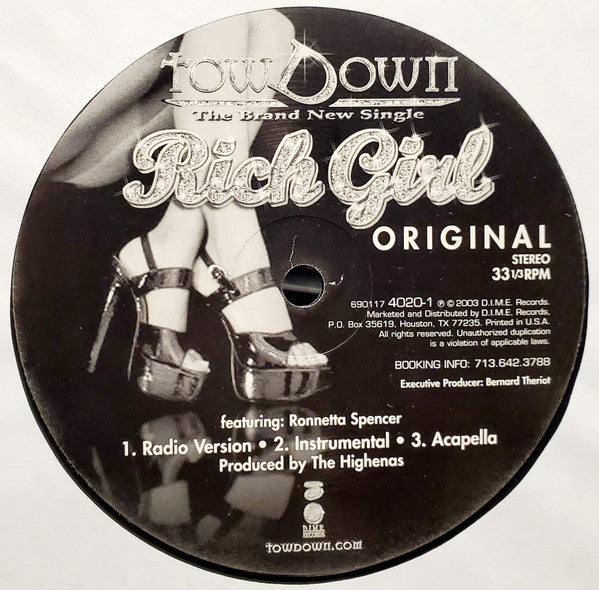 towDown
The Brand New Single
Rich Girl
ORIGINAL
STEREO
33 1/3 RPM
690117 4020-1 ℗ © 2003 D.I.M.E. Records.
Marketed and Distributed by D.I.M.E. Records,
P.O. Box 35619, Houston, TX 77235. Printed in U.S.A.
All rights reserved. Unauthorized duplication
is a violation of applicable laws.
BOOKING INFO: 713.642.3788
Executive Producer: Bernard Theriot
featuring: Ronnetta Spencer
1. Radio Version • 2. Instrumental • 3. Acapella
Produced by The Highenas
D.I.M.E.
RECORDS
towdown.com